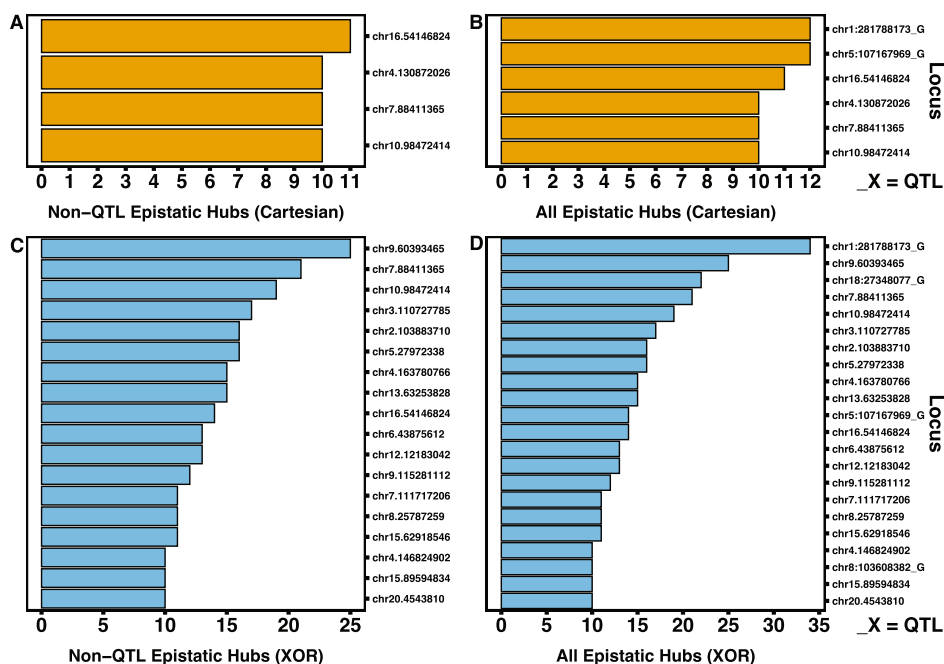 A
chr16.54146824
chr4.130872026
chr7.88411365
chr10.98472414
0 1 2 3 4 5 6 7 8 9 10 11
Non−QTL Epistatic Hubs (Cartesian)
B
chr1:281788173_G
chr5:107167969_G
chr16.54146824
chr4.130872026
chr7.88411365
chr10.98472414
Locus
0 1 2 3 4 5 6 7 8 9 10 11 12
_X = QTL
All Epistatic Hubs (Cartesian)
C
chr9.60393465
chr7.88411365
chr10.98472414
chr3.110727785
chr2.103883710
chr5.27972338
chr4.163780766
chr13.63253828
chr16.54146824
chr6.43875612
chr12.12183042
chr9.115281112
chr7.111717206
chr8.25787259
chr15.62918546
chr4.146824902
chr15.89594834
chr20.4543810
0 5 10 15 20 25
Non−QTL Epistatic Hubs (XOR)
D
chr1:281788173_G
chr9.60393465
chr18:27348077_G
chr7.88411365
chr10.98472414
chr3.110727785
chr2.103883710
chr5.27972338
chr4.163780766
chr13.63253828
chr5:107167969_G
chr16.54146824
chr6.43875612
chr12.12183042
chr9.115281112
chr7.111717206
chr8.25787259
chr15.62918546
chr4.146824902
chr8:103608382_G
chr15.89594834
chr20.4543810
Locus
0 5 10 15 20 25 30 35
_X = QTL
All Epistatic Hubs (XOR)